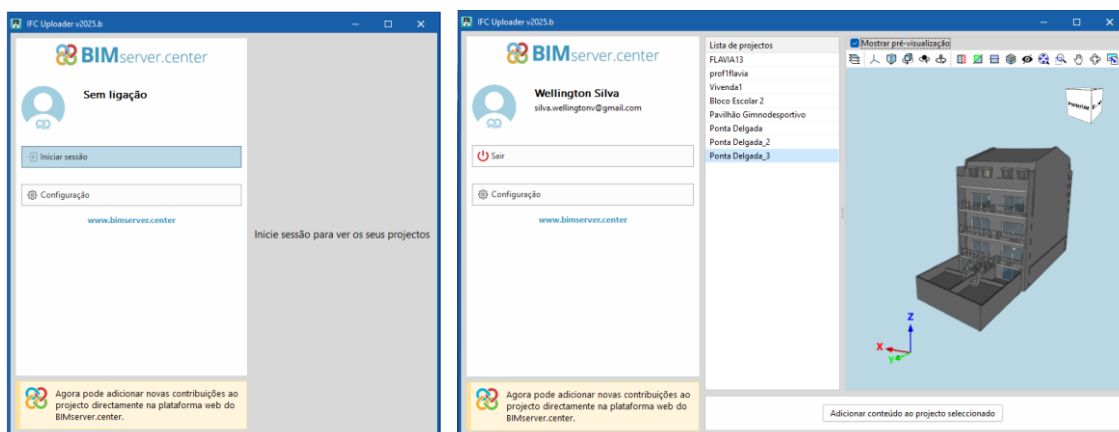 IFC Uploader v2025.b
BIMserver.center
Sem ligação
Iniciar sessão
Configuração
www.bimserver.center
Inicie sessão para ver os seus projectos
Agora pode adicionar novas contribuições ao
projecto directamente na plataforma web do
BIMserver.center.
IFC Uploader v2025.b
BIMserver.center
Wellington Silva
silva.wellingtonv@gmail.com
Sair
Configuração
www.bimserver.center
Agora pode adicionar novas contribuições ao
projecto directamente na plataforma web do
BIMserver.center.
Lista de projectos
FLAVIA13
prof1flavia
Vivenda1
Bloco Escolar 2
Pavilhão Gimnodesportivo
Ponta Delgada
Ponta Delgada_2
Ponta Delgada_3
Mostrar pré-visualização
Posterior
Z
X
Y
Adicionar conteúdo ao projecto seleccionado